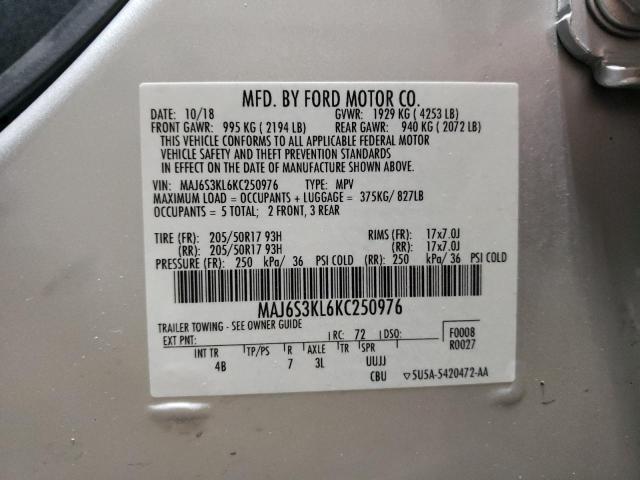 MFD. BY FORD MOTOR CO.
DATE: 10/18 GVWR: 1929 KG ( 4253 LB)
FRONT GAWR: 995 KG ( 2194 LB) REAR GAWR: 940 KG ( 2072 LB)
THIS VEHICLE CONFORMS TO ALL APPLICABLE FEDERAL MOTOR
VEHICLE SAFETY AND THEFT PREVENTION STANDARDS
IN EFFECT ON THE DATE OF MANUFACTURE SHOWN ABOVE.
VIN: MAJ6S3KL6KC250976 TYPE: MPV
MAXIMUM LOAD = OCCUPANTS + LUGGAGE = 375KG/ 827LB
OCCUPANTS = 5 TOTAL; 2 FRONT, 3 REAR
TIRE (FR): 205/50R17 93H RIMS (FR): 17x7.0J
(RR): 205/50R17 93H (RR): 17x7.0J
PRESSURE (FR): 250 kPa/ 36 PSI COLD (RR): 250 kPa/ 36 PSI COLD
MAJ6S3KL6KC250976
TRAILER TOWING - SEE OWNER GUIDE
EXT PNT: RC: 72 DSO: F0008
R0027
INT TR TP/PS R AXLE TR SPR
4B 7 3L UUJJ
CBU ▽5U5A-5420472-AA